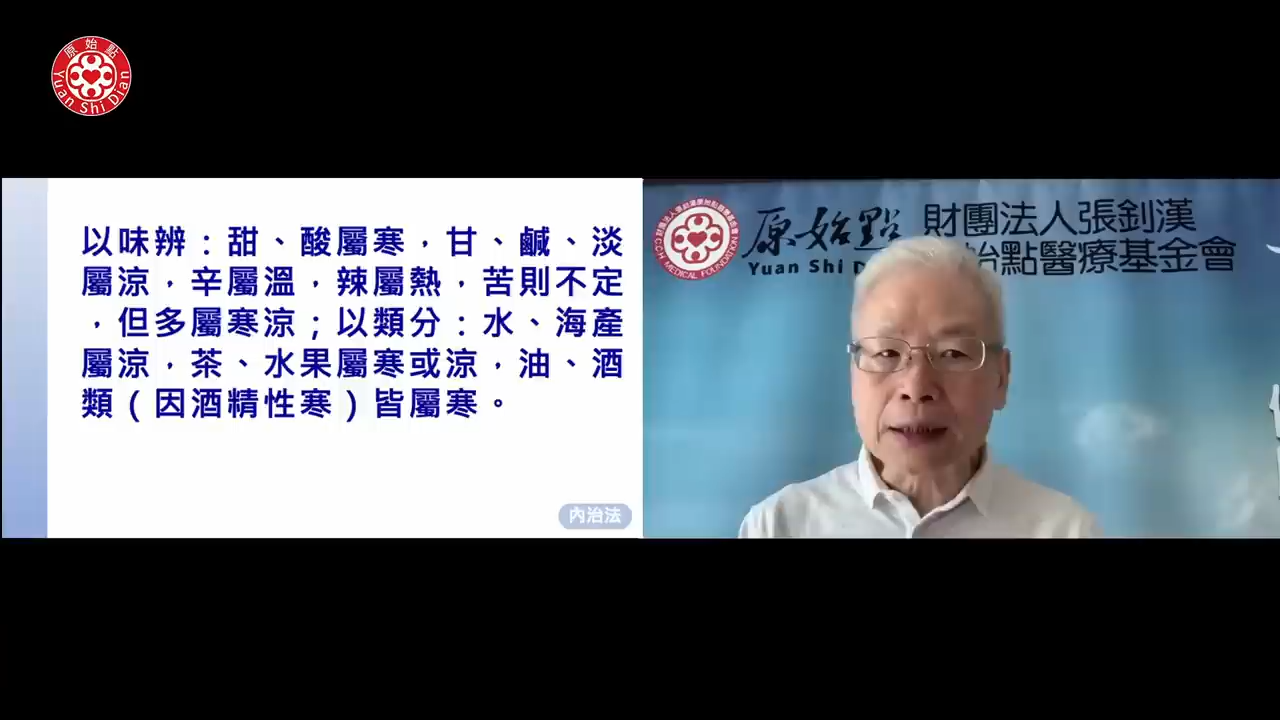 原始點
Yuan Shi Dian
以味辨：甜、酸屬寒，甘、鹹、淡
屬涼，辛屬溫，辣屬熱，苦則不定
，但多屬寒涼；以類分：水、海產
屬涼，茶、水果屬寒或涼，油、酒
類（因酒精性寒）皆屬寒。
內治法
原始點
Yuan Shi
財團法人張釗漢
始點醫療基金會
C.C.H MEDICAL FOUNDATION